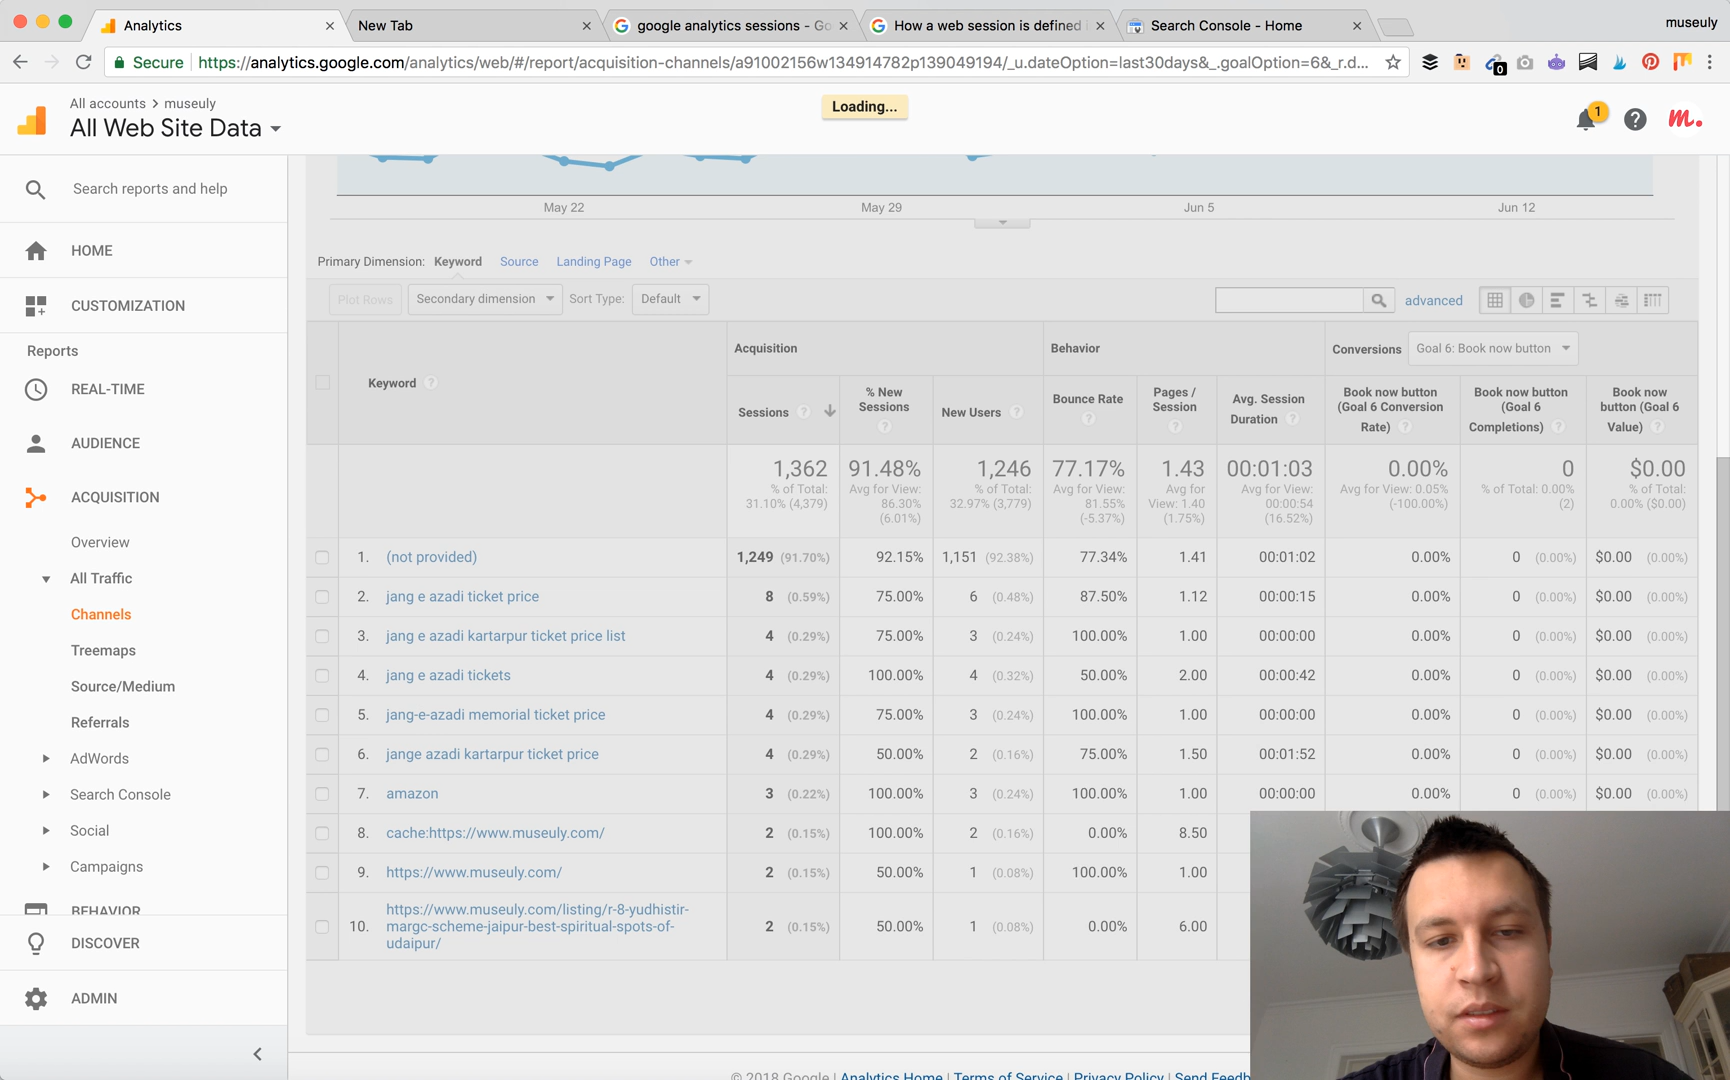 Analytics
New Tab
google analytics sessions - Go
How a web session is defined i
Search Console - Home
museuly
Secure
https://analytics.google.com/analytics/web/#/report/acquisition-channels/a91002156w134914782p139049194/_u.dateOption=last30days&_.goalOption=6&_r.d...
0
All accounts > museuly
All Web Site Data
Loading...
1
m.
Search reports and help
HOME
CUSTOMIZATION
Reports
REAL-TIME
AUDIENCE
ACQUISITION
Overview
All Traffic
Channels
Treemaps
Source/Medium
Referrals
AdWords
Search Console
Social
Campaigns
BEHAVIOR
DISCOVER
ADMIN
May 22 May 29 Jun 5 Jun 12
Primary Dimension: Keyword Source Landing Page Other
Plot Rows Secondary dimension Sort Type: Default advanced
Keyword
Acquisition
Behavior
Conversions Goal 6: Book now button
Sessions
% New
Sessions
New Users
Bounce Rate
Pages /
Session
Avg. Session
Duration
Book now button
(Goal 6 Conversion
Rate)
Book now button
(Goal 6
Completions)
Book now
button (Goal 6
Value)
1,362
% of Total:
31.10% (4,379)
91.48%
Avg for View:
86.30%
(6.01%)
1,246
% of Total:
32.97% (3,779)
77.17%
Avg for View:
81.55%
(-5.37%)
1.43
Avg for
View: 1.40
(1.75%)
00:01:03
Avg for View:
00:00:54
(16.52%)
0.00%
Avg for View: 0.05%
(-100.00%)
0
% of Total: 0.00%
(2)
$0.00
% of Total:
0.00% ($0.00)
1. (not provided) 1,249 (91.70%) 92.15% 1,151 (92.38%) 77.34% 1.41 00:01:02 0.00% 0 (0.00%) $0.00 (0.00%)
2. jang e azadi ticket price 8 (0.59%) 75.00% 6 (0.48%) 87.50% 1.12 00:00:15 0.00% 0 (0.00%) $0.00 (0.00%)
3. jang e azadi kartarpur ticket price list 4 (0.29%) 75.00% 3 (0.24%) 100.00% 1.00 00:00:00 0.00% 0 (0.00%) $0.00 (0.00%)
4. jang e azadi tickets 4 (0.29%) 100.00% 4 (0.32%) 50.00% 2.00 00:00:42 0.00% 0 (0.00%) $0.00 (0.00%)
5. jang-e-azadi memorial ticket price 4 (0.29%) 75.00% 3 (0.24%) 100.00% 1.00 00:00:00 0.00% 0 (0.00%) $0.00 (0.00%)
6. jange azadi kartarpur ticket price 4 (0.29%) 50.00% 2 (0.16%) 75.00% 1.50 00:01:52 0.00% 0 (0.00%) $0.00 (0.00%)
7. amazon 3 (0.22%) 100.00% 3 (0.24%) 100.00% 1.00 00:00:00 0.00% 0 (0.00%) $0.00 (0.00%)
8. cache:https://www.museuly.com/ 2 (0.15%) 100.00% 2 (0.16%) 0.00% 8.50
9. https://www.museuly.com/ 2 (0.15%) 50.00% 1 (0.08%) 100.00% 1.00
10. https://www.museuly.com/listing/r-8-yudhistir-
margc-scheme-jaipur-best-spiritual-spots-of-
udaipur/
2 (0.15%) 50.00% 1 (0.08%) 0.00% 6.00
© 2018 Google | Analytics Home | Terms of Service | Privacy Policy | Send Feedb